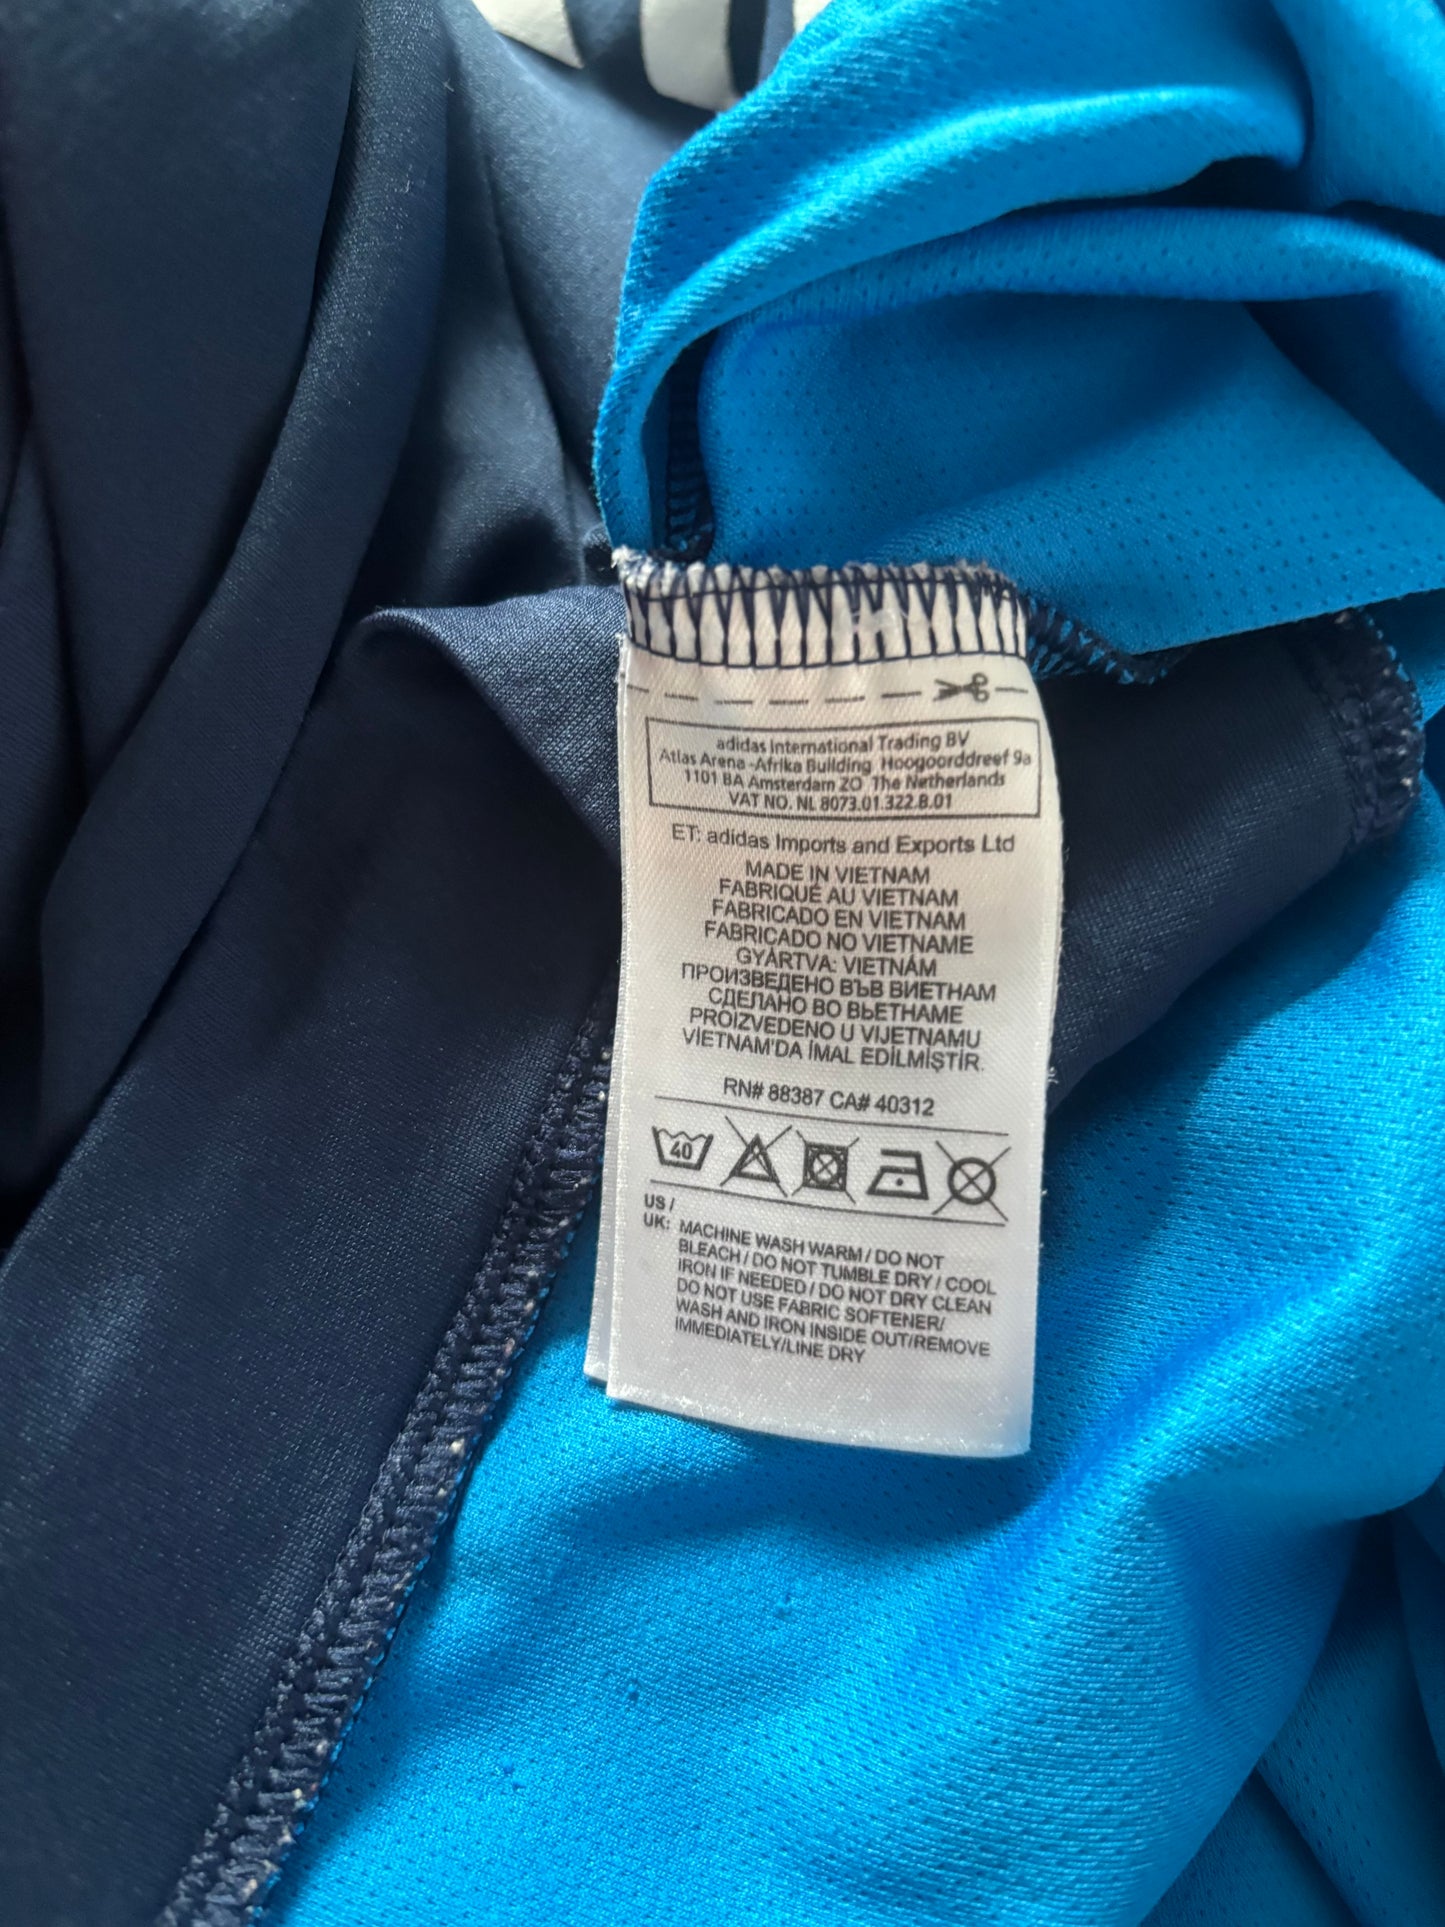 adidas International Trading BV
Atlas Arena -Afrika Building Hoogoorddreef 9a
1101 BA Amsterdam ZO The Netherlands
VAT NO. NL 8073.01.322.B.01
ET: adidas Imports and Exports Ltd
MADE IN VIETNAM
FABRIQUÉ AU VIETNAM
FABRICADO EN VIETNAM
FABRICADO NO VIETNAME
GYÁRTVA: VIETNÁM
ПРОИЗВЕДЕНО ВЪВ ВИЕТНАМ
СДЕЛАНО ВО ВЬЕТНАМЕ
PROIZVEDENO U VIJETNAMU
VİETNAM'DA İMAL EDİLMİŞTİR.
RN# 88387 CA# 40312
40
US /
UK: MACHINE WASH WARM / DO NOT
BLEACH / DO NOT TUMBLE DRY / COOL
IRON IF NEEDED / DO NOT DRY CLEAN
DO NOT USE FABRIC SOFTENER/
WASH AND IRON INSIDE OUT/REMOVE
IMMEDIATELY/LINE DRY